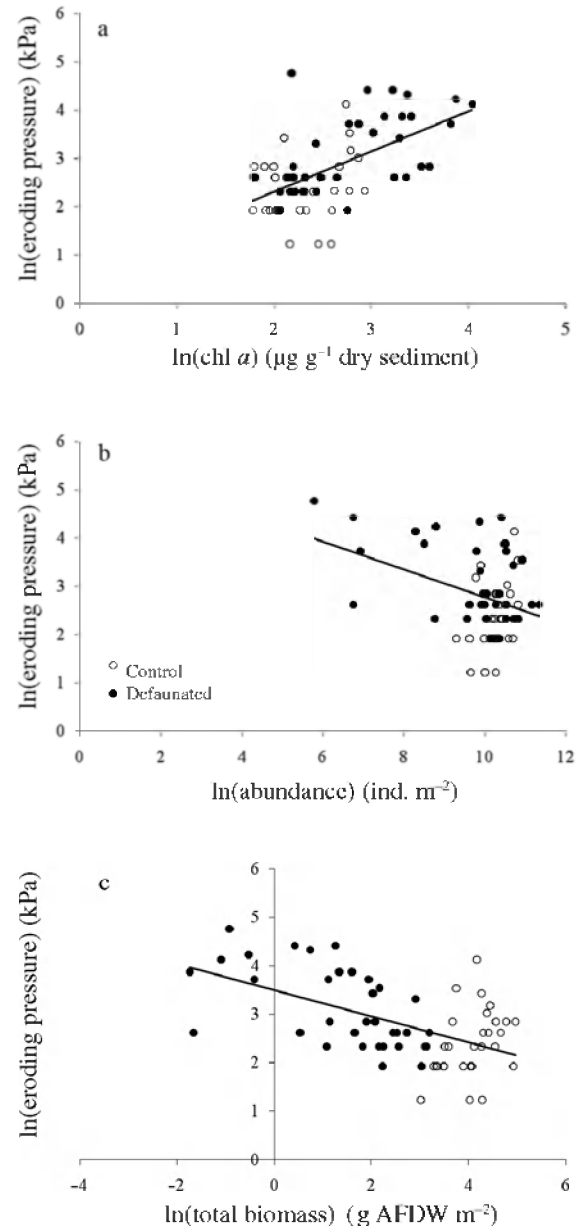 a
ln(eroding pressure) (kPa)
6
5
4
3
2
1
0
0 1 2 3 4 5
ln(chl a) (µg g⁻¹ dry sediment)
b
ln(eroding pressure) (kPa)
6
5
4
3
2
1
0
Control
Defaunated
0 2 4 6 8 10 12
ln(abundance) (ind. m⁻²)
c
ln(eroding pressure) (kPa)
6
5
4
3
2
1
0
−4 −2 0 2 4 6
ln(total biomass) (g AFDW m⁻²)